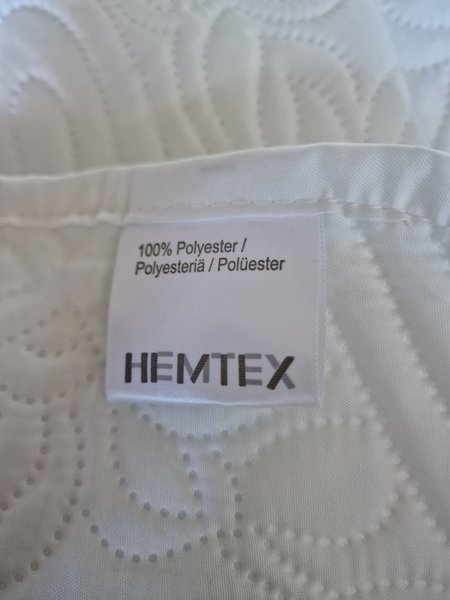 100% Polyester /
Polyesteriä / Polüester
HEMTEX